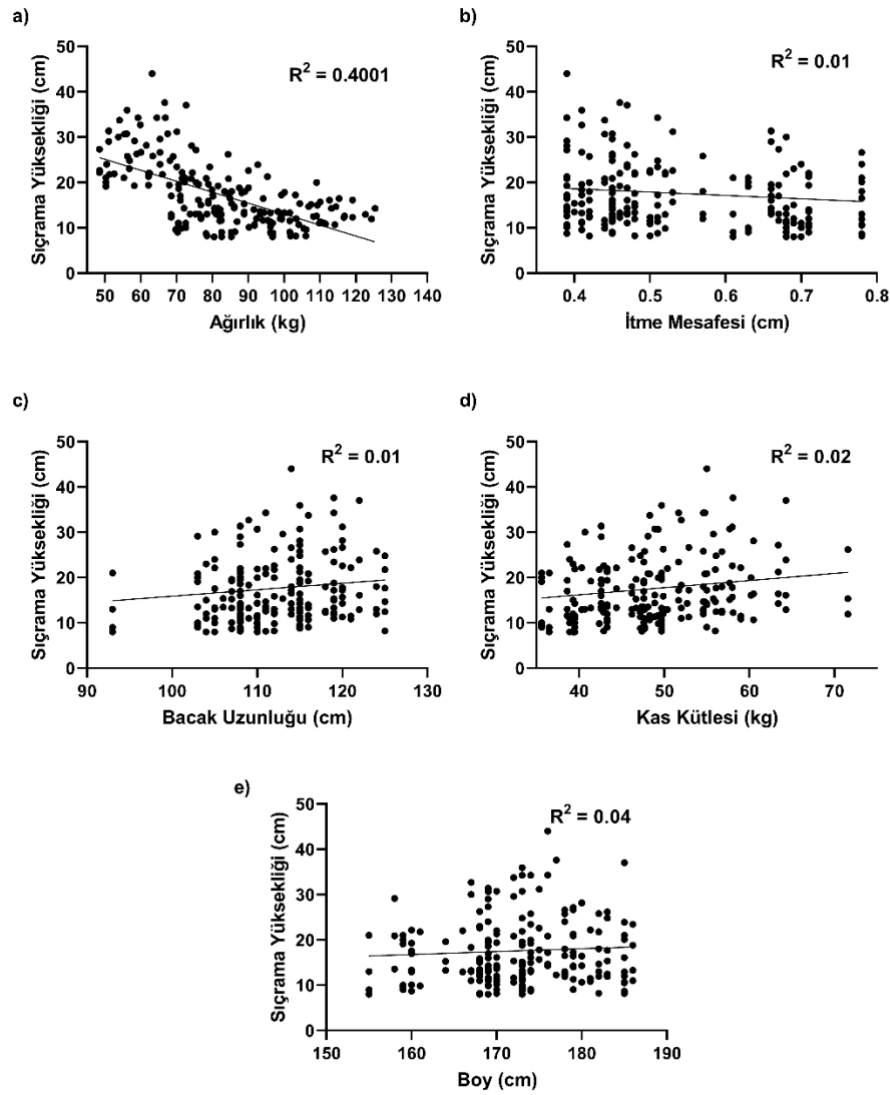 a)
R² = 0.4001
Sıçrama Yüksekliği (cm)
50
40
30
20
10
0
50 60 70 80 90 100 110 120 130 140
Ağırlık (kg)
b)
R² = 0.01
Sıçrama Yüksekliği (cm)
50
40
30
20
10
0
0.4 0.5 0.6 0.7 0.8
İtme Mesafesi (cm)
c)
R² = 0.01
Sıçrama Yüksekliği (cm)
50
40
30
20
10
0
90 100 110 120 130
Bacak Uzunluğu (cm)
d)
R² = 0.02
Sıçrama Yüksekliği (cm)
50
40
30
20
10
0
40 50 60 70
Kas Kütlesi (kg)
e)
R² = 0.04
Sıçrama Yüksekliği (cm)
50
40
30
20
10
0
150 160 170 180 190
Boy (cm)